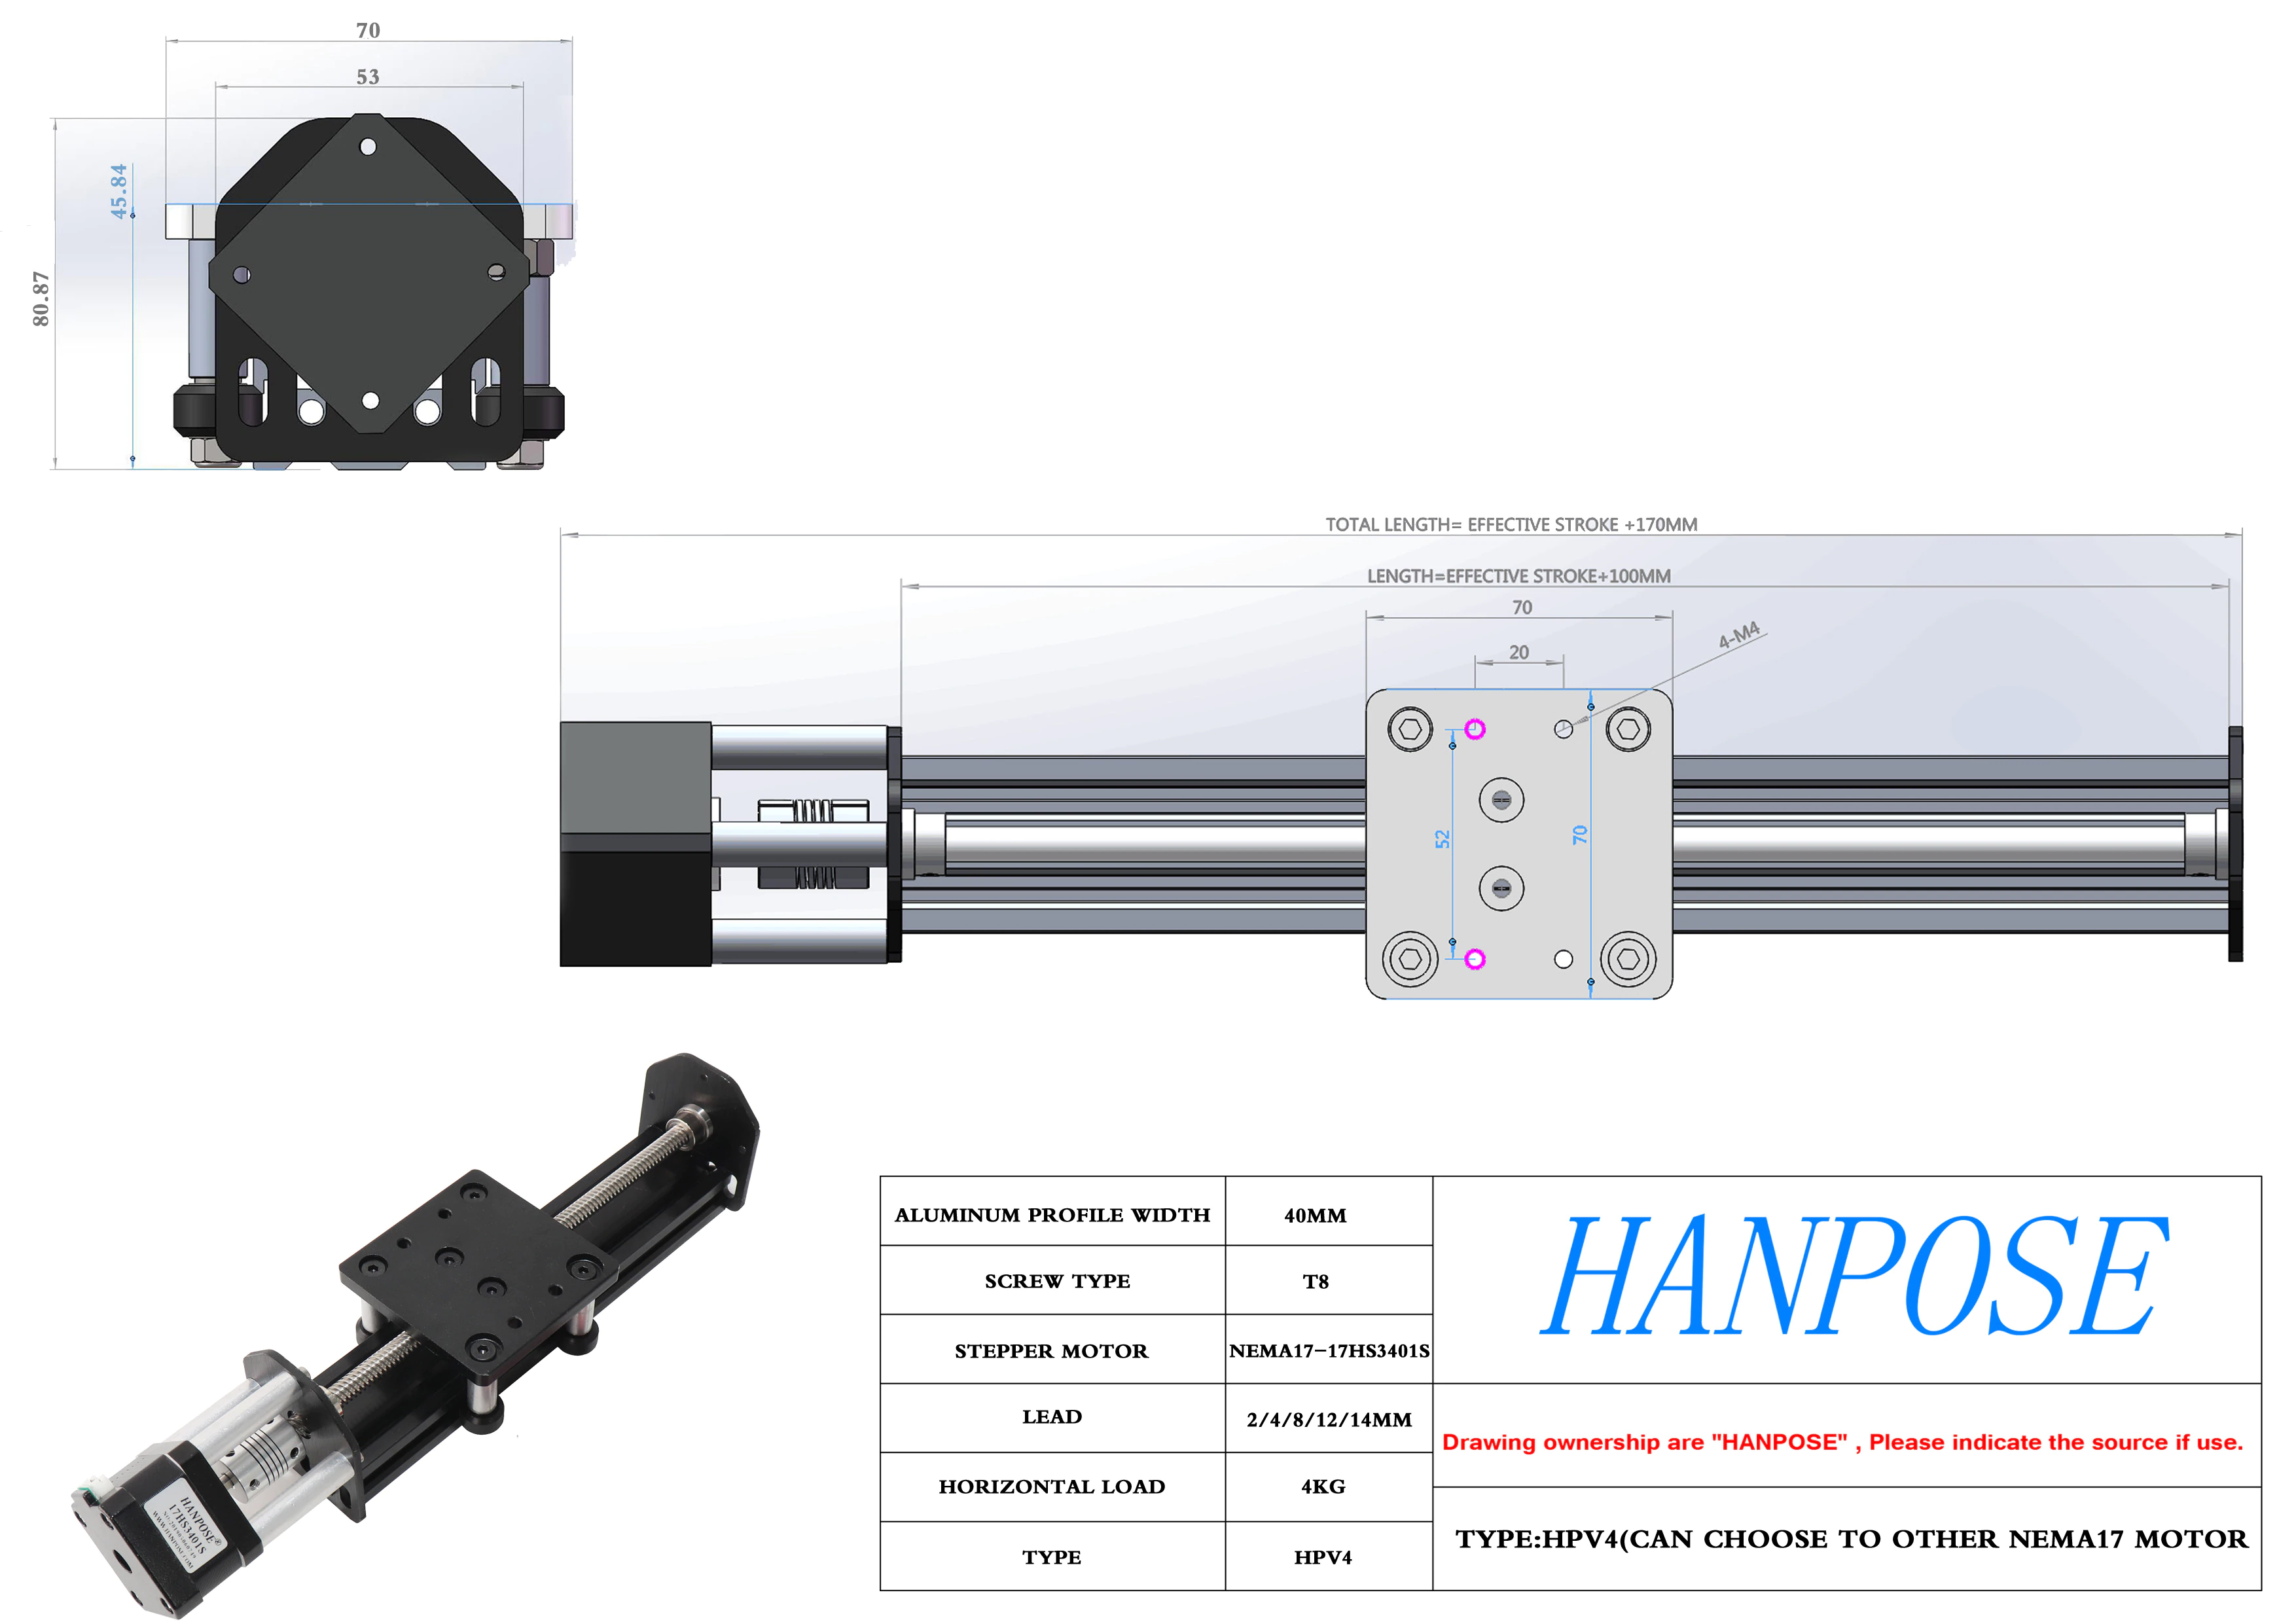 70
53
45.84
80.87
TOTAL LENGTH= EFFECTIVE STROKE +170MM
LENGTH=EFFECTIVE STROKE+100MM
70
20
4-M4
52
70
HANPOSE®
17HS3401S
WWW.HANPOSE.COM
ALUMINUM PROFILE WIDTH 40MM
SCREW TYPE T8
STEPPER MOTOR NEMA17-17HS3401S
LEAD 2/4/8/12/14MM
HORIZONTAL LOAD 4KG
TYPE HPV4
HANPOSE
Drawing ownership are "HANPOSE" , Please indicate the source if use.
TYPE:HPV4(CAN CHOOSE TO OTHER NEMA17 MOTOR